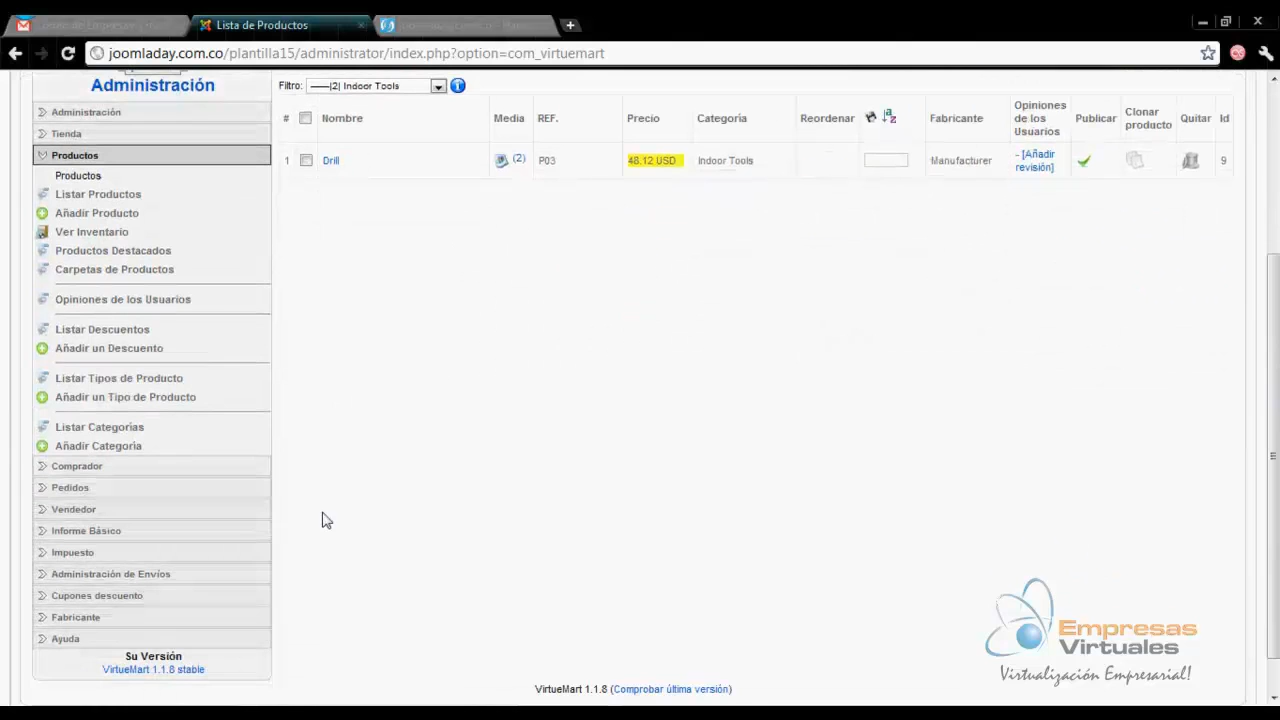 Lista de Productos
joomladay.com.co/plantilla15/administrator/index.php?option=com_virtuemart
Administración
Administración
Tienda
Productos
Productos
Listar Productos
Añadir Producto
Ver Inventario
Productos Destacados
Carpetas de Productos
Opiniones de los Usuarios
Listar Descuentos
Añadir un Descuento
Listar Tipos de Producto
Añadir un Tipo de Producto
Listar Categorías
Añadir Categoría
Comprador
Pedidos
Vendedor
Informe Básico
Impuesto
Administración de Envíos
Cupones descuento
Fabricante
Ayuda
Su Versión
VirtueMart 1.1.8 stable
Filtro: ------|2| Indoor Tools
# Nombre Media REF. Precio Categoría Reordenar Fabricante Opiniones de los Usuarios Publicar Clonar producto Quitar Id
1 Drill (2) P03 48.12 USD Indoor Tools Manufacturer - [Añadir revisión] 9
VirtueMart 1.1.8 (Comprobar última versión)
Empresas
Virtuales
Virtualización Empresarial!